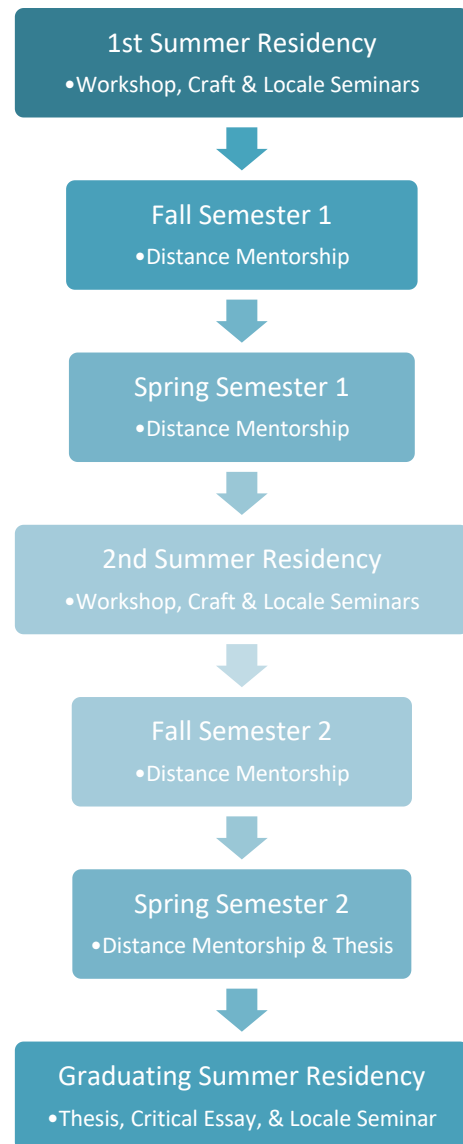 1st Summer Residency
•Workshop, Craft & Locale Seminars
Fall Semester 1
•Distance Mentorship
Spring Semester 1
•Distance Mentorship
2nd Summer Residency
•Workshop, Craft & Locale Seminars
Fall Semester 2
•Distance Mentorship
Spring Semester 2
•Distance Mentorship & Thesis
Graduating Summer Residency
•Thesis, Critical Essay, & Locale Seminar